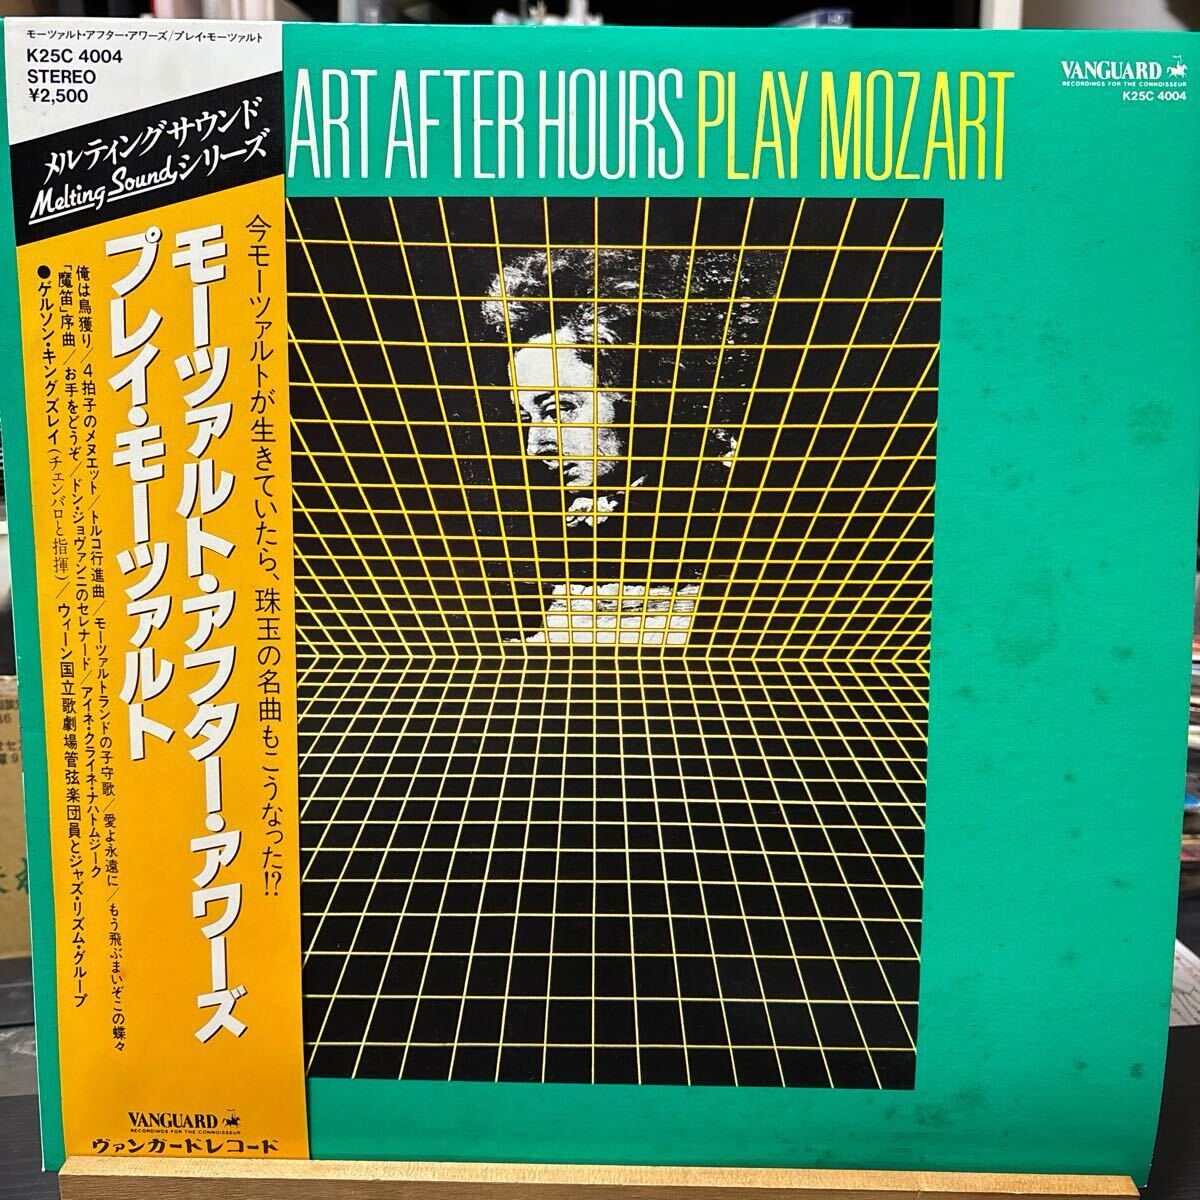 モーツァルト・アフター・アワーズ/プレイ・モーツァルト
K25C 4004
STEREO
¥2,500
メルティングサウンド
Melting Sound シリーズ
今モーツァルトが生きていたら、珠玉の名曲もこうなった!?
モーツァルト・アフター・アワーズ
プレイ・モーツァルト
俺は鳥獲り/4拍子のメヌエット/トルコ行進曲/モーツァルトランドの子守歌/愛よ永遠に/もう飛ぶまいぞこの蝶々
「魔笛」序曲/お手をどうぞ/ドン・ジョヴァンニのセレナード/アイネ・クライネ・ナハトムジーク
●ゲルソン・キングズレイ(チェンバロと指揮)/ウィーン国立歌劇場管弦楽団員とジャズ・リズム・グループ
VANGUARD
RECORDINGS FOR THE CONNOISSEUR
ヴァンガードレコード
ART AFTER HOURS PLAY MOZART
VANGUARD
RECORDINGS FOR THE CONNOISSEUR
K25C 4004